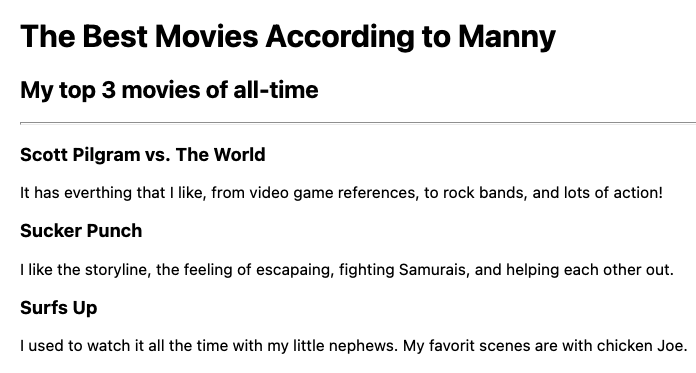 The Best Movies According to Manny
My top 3 movies of all-time
Scott Pilgram vs. The World
It has everthing that I like, from video game references, to rock bands, and lots of action!
Sucker Punch
I like the storyline, the feeling of escapaing, fighting Samurais, and helping each other out.
Surfs Up
I used to watch it all the time with my little nephews. My favorit scenes are with chicken Joe.